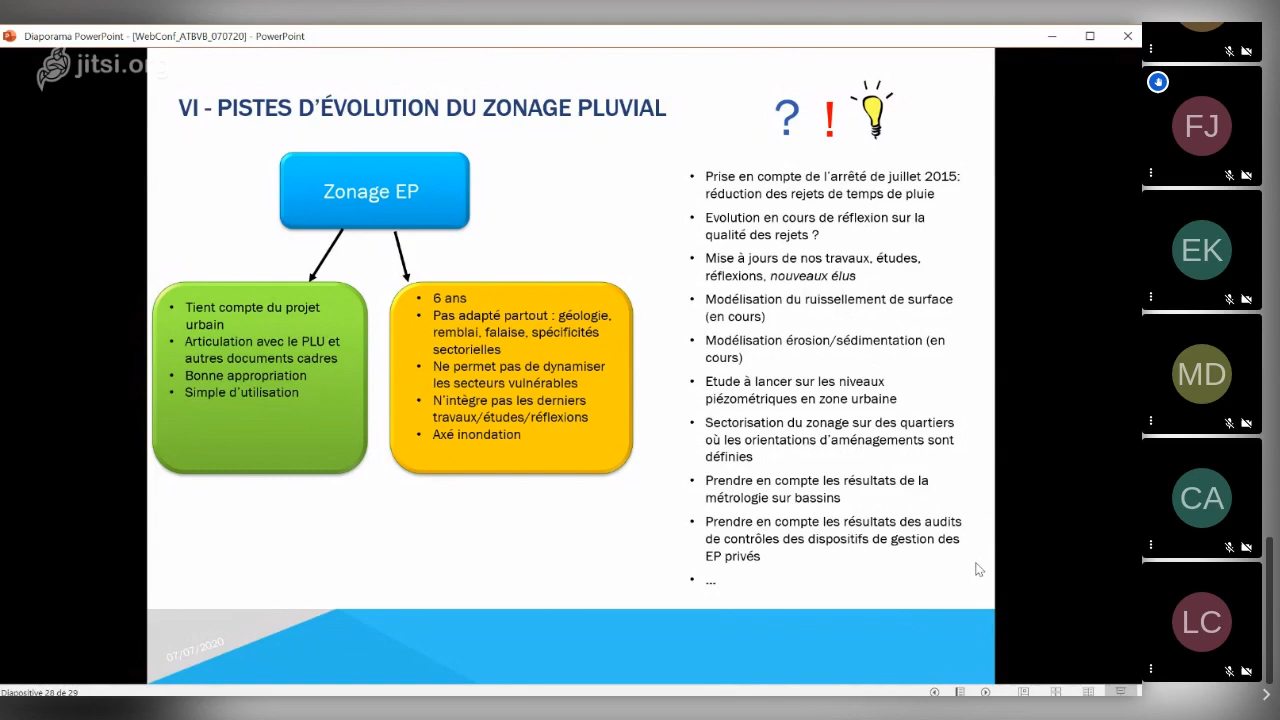 Diaporama PowerPoint - [WebConf_ATBVB_070720] - PowerPoint
jitsi.org
VI - PISTES D'ÉVOLUTION DU ZONAGE PLUVIAL
? !
Zonage EP
• Tient compte du projet
urbain
• Articulation avec le PLU et
autres documents cadres
• Bonne appropriation
• Simple d'utilisation
• 6 ans
• Pas adapté partout : géologie,
remblai, falaise, spécificités
sectorielles
• Ne permet pas de dynamiser
les secteurs vulnérables
• N'intègre pas les derniers
travaux/études/réflexions
• Axé inondation
• Prise en compte de l'arrêté de juillet 2015:
réduction des rejets de temps de pluie
• Evolution en cours de réflexion sur la
qualité des rejets ?
• Mise à jours de nos travaux, études,
réflexions, nouveaux élus
• Modélisation du ruissellement de surface
(en cours)
• Modélisation érosion/sédimentation (en
cours)
• Etude à lancer sur les niveaux
piézométriques en zone urbaine
• Sectorisation du zonage sur des quartiers
où les orientations d'aménagements sont
définies
• Prendre en compte les résultats de la
métrologie sur bassins
• Prendre en compte les résultats des audits
de contrôles des dispositifs de gestion des
EP privés
• ...
07/07/2020
Diapositive 28 de 29
FJ
EK
MD
CA
LC